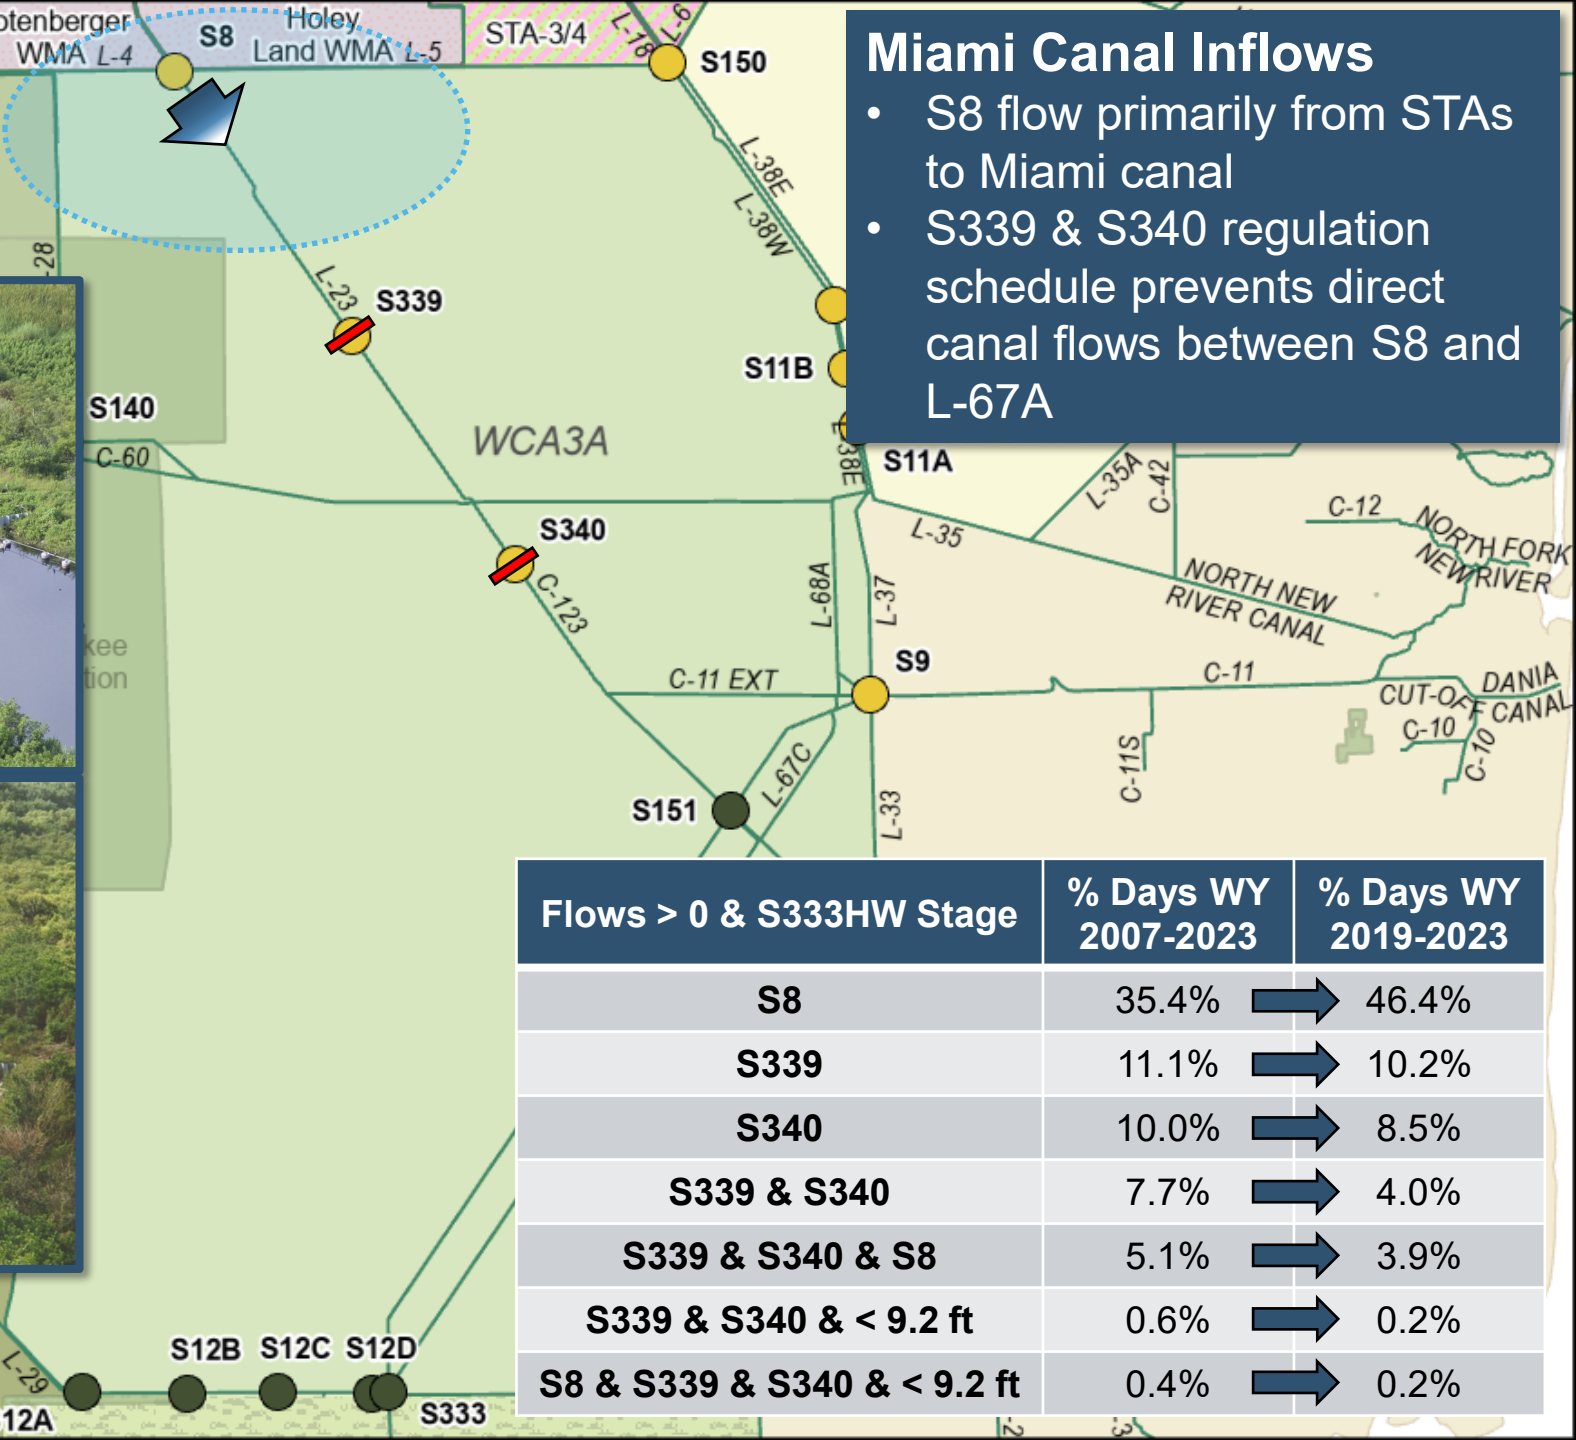 otenberger
WMA
L-4
S8
Holey
Land WMA
L-5
STA-3/4
L-18
L-6
S150
Miami Canal Inflows
• S8 flow primarily from STAs
to Miami canal
• S339 & S340 regulation
schedule prevents direct
canal flows between S8 and
L-67A
L-38E
L-38W
-28
L-23
S339
S11B
S140
C-60
WCA3A
L-38E
S11A
L-35A
C-42
C-12
NORTH FORK
NEW RIVER
L-35
S340
C-123
L-68A
L-37
NORTH NEW
RIVER CANAL
kee
tion
C-11 EXT
S9
C-11
DANIA
CUT-OFF CANAL
C-10
C-10
C-11S
L-67C
S151
L-33
Flows > 0 & S333HW Stage
% Days WY
2007-2023
% Days WY
2019-2023
S8 35.4% 46.4%
S339 11.1% 10.2%
S340 10.0% 8.5%
S339 & S340 7.7% 4.0%
S339 & S340 & S8 5.1% 3.9%
S339 & S340 & < 9.2 ft 0.6% 0.2%
S8 & S339 & S340 & < 9.2 ft 0.4% 0.2%
L-29
12A
S12B
S12C
S12D
S333